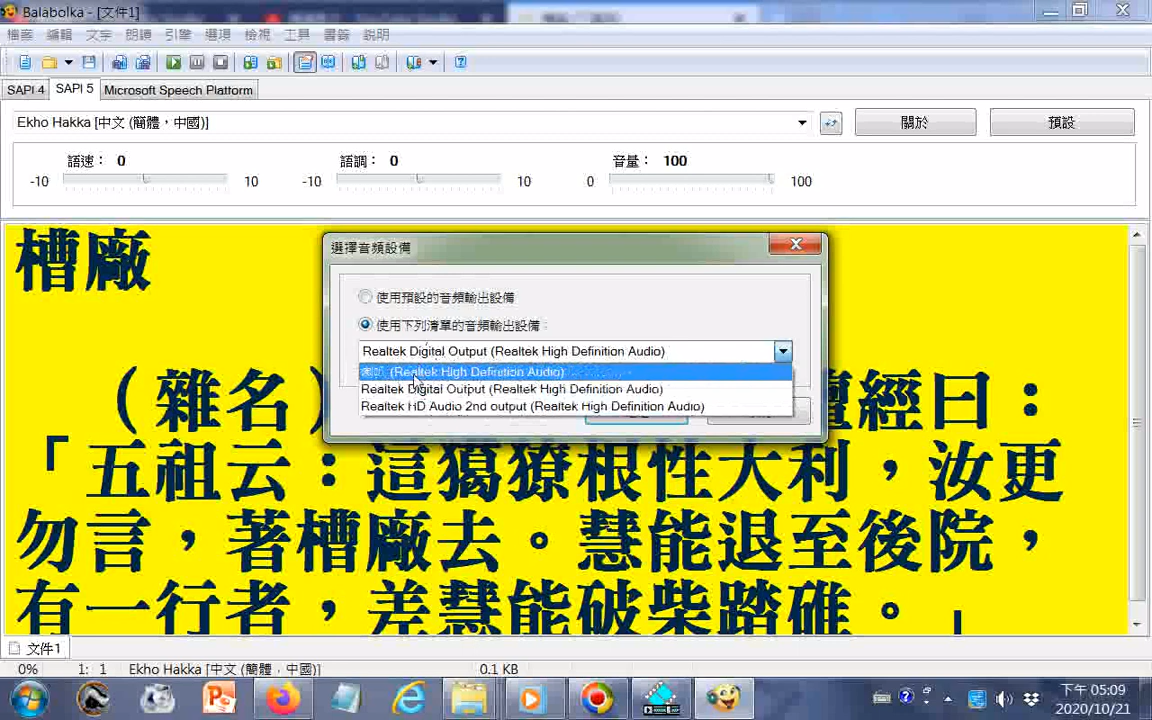 Balabolka - [文件1]
檔案 編輯 文字 朗讀 引擎 選項 檢視 工具 書籤 說明
SAPI 4 SAPI 5 Microsoft Speech Platform
Ekho Hakka [中文 (簡體，中國)] 關於 預設
語速： 0 語調： 0 音量： 100
-10 10 -10 10 0 100
選擇音頻設備
使用預設的音頻輸出設備
使用下列清單的音頻輸出設備：
Realtek Digital Output (Realtek High Definition Audio)
(Realtek High Definition Audio)
Realtek Digital Output (Realtek High Definition Audio)
Realtek HD Audio 2nd output (Realtek High Definition Audio)
槽廠
（雜名） 壇經曰：
「五祖云：這獦獠根性大利，汝更
勿言，著槽廠去。慧能退至後院，
有一行者，差慧能破柴踏碓。」
文件1
0% 1: 1 Ekho Hakka [中文 (簡體，中國)] 0.1 KB
下午 05:09
2020/10/21